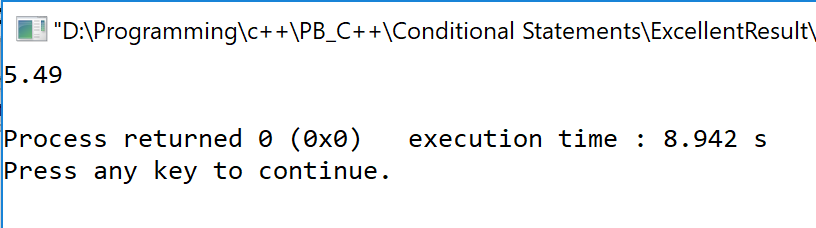 "D:\Programming\c++\PB_C++\Conditional Statements\ExcellentResult\
5.49
Process returned 0 (0x0)   execution time : 8.942 s
Press any key to continue.